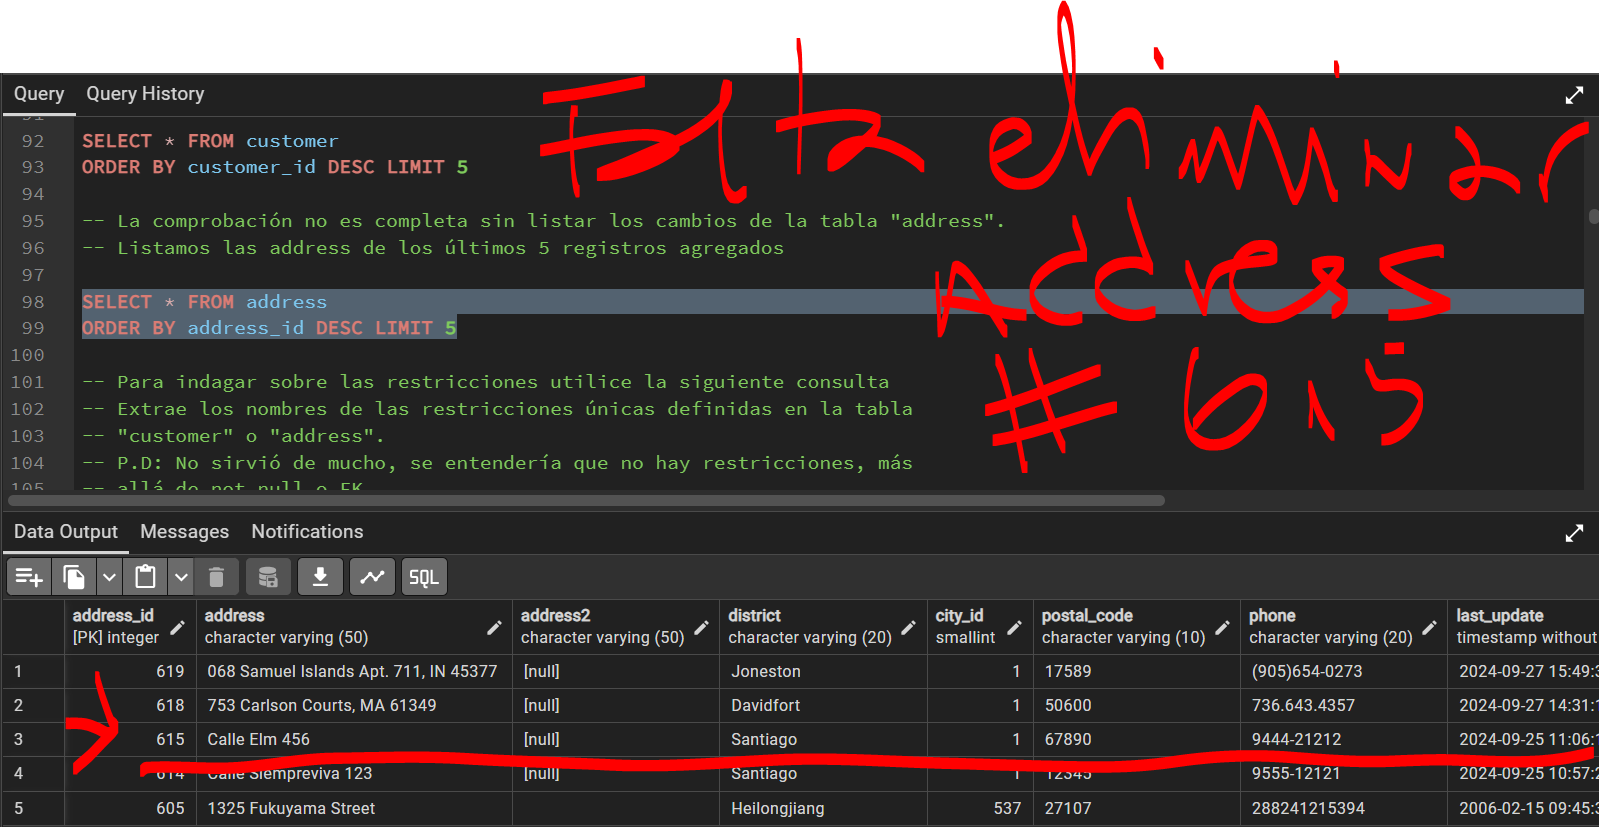 Falta eliminar
Address
# 615
Query Query History
91
92 SELECT * FROM customer
93 ORDER BY customer_id DESC LIMIT 5
94
95 -- La comprobación no es completa sin listar los cambios de la tabla "address".
96 -- Listamos las address de los últimos 5 registros agregados
97
98 SELECT * FROM address
99 ORDER BY address_id DESC LIMIT 5
100
101 -- Para indagar sobre las restricciones utilice la siguiente consulta
102 -- Extrae los nombres de las restricciones únicas definidas en la tabla
103 -- "customer" o "address".
104 -- P.D: No sirvió de mucho, se entendería que no hay restricciones, más
105 -- allá de not null o FK
Data Output Messages Notifications
SQL
address_id address address2 district city_id postal_code phone last_update
[PK] integer character varying (50) character varying (50) character varying (20) smallint character varying (10) character varying (20) timestamp without
1 619 068 Samuel Islands Apt. 711, IN 45377 [null] Joneston 1 17589 (905)654-0273 2024-09-27 15:49:3
2 618 753 Carlson Courts, MA 61349 [null] Davidfort 1 50600 736.643.4357 2024-09-27 14:31:1
3 615 Calle Elm 456 [null] Santiago 1 67890 9444-21212 2024-09-25 11:06:1
4 614 Calle Siempreviva 123 [null] Santiago 1 12345 9555-12121 2024-09-25 10:57:2
5 605 1325 Fukuyama Street Heilongjiang 537 27107 288241215394 2006-02-15 09:45:3